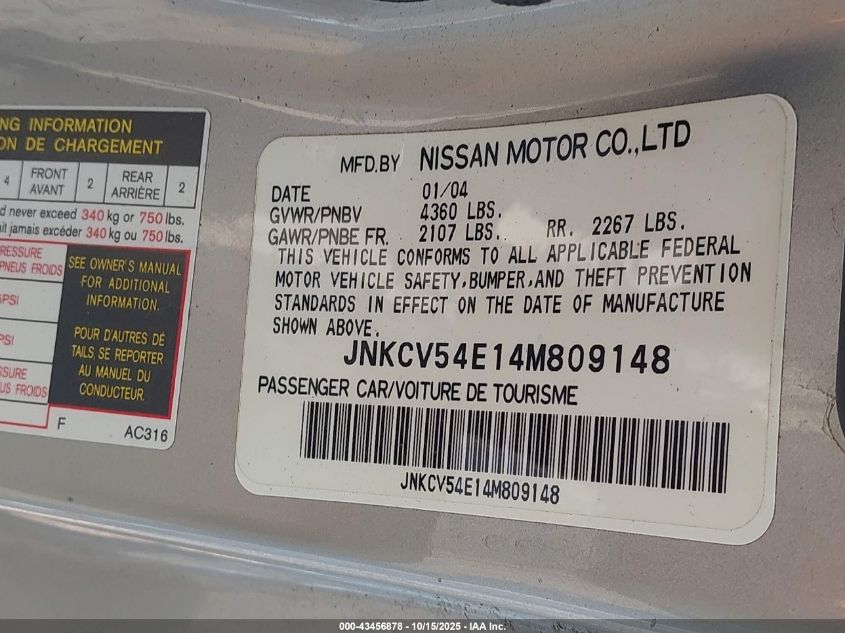 NG INFORMATION
ON DE CHARGEMENT
4 FRONT AVANT 2 REAR ARRIÈRE 2
d never exceed 340 kg or 750 lbs.
it jamais excéder 340 kg ou 750 lbs.
RESSURE
PNEUS FROIDS
PSI
PSI
SSURE
US FROIDS
SEE OWNER'S MANUAL
FOR ADDITIONAL
INFORMATION.
POUR D'AUTRES DÉ
TAILS, SE REPORTER
AU MANUEL DU
CONDUCTEUR.
F AC316
MFD.BY NISSAN MOTOR CO.,LTD
DATE 01/04
GVWR/PNBV 4360 LBS.
GAWR/PNBE FR. 2107 LBS. RR. 2267 LBS.
THIS VEHICLE CONFORMS TO ALL APPLICABLE FEDERAL
MOTOR VEHICLE SAFETY,BUMPER,AND THEFT PREVENTION
STANDARDS IN EFFECT ON THE DATE OF MANUFACTURE
SHOWN ABOVE.
JNKCV54E14M809148
PASSENGER CAR/VOITURE DE TOURISME
JNKCV54E14M809148
000-43456878 - 10/15/2025 - IAA Inc.